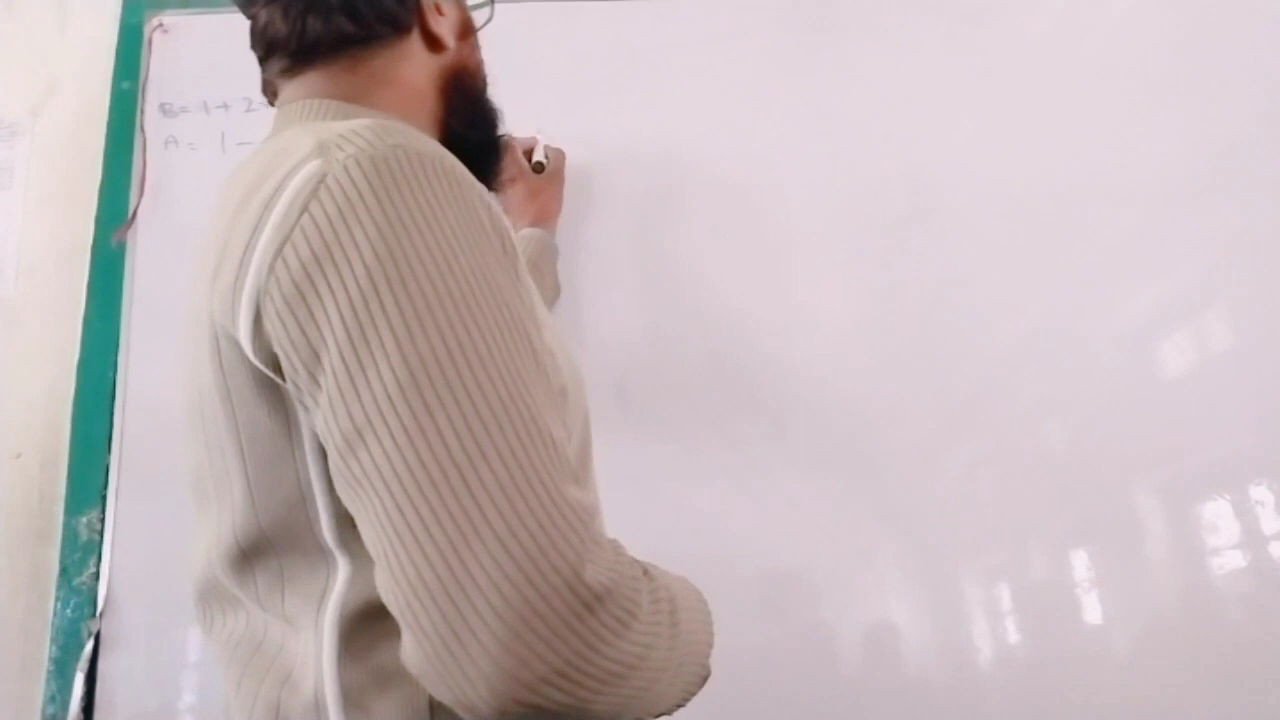 B= 1+ 2
A= 1-